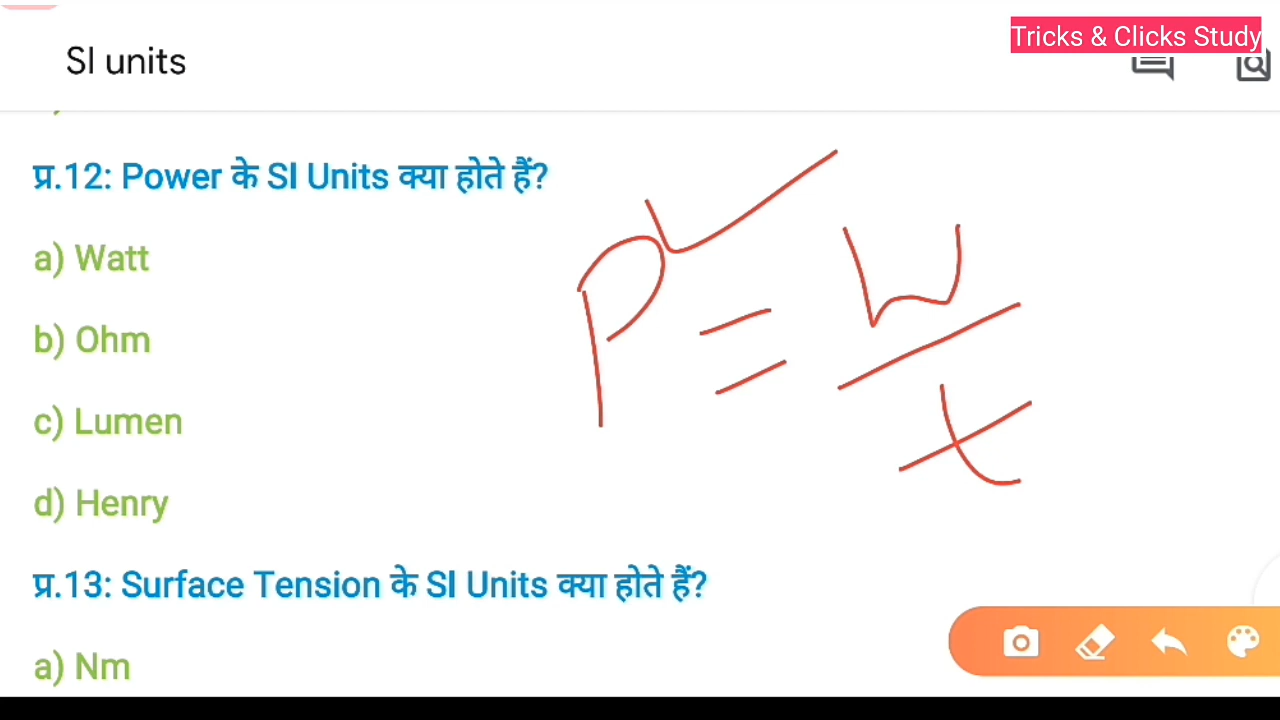 Tricks & Clicks Study
SI units
प्र.12: Power के SI Units क्या होते हैं?
a) Watt
b) Ohm
c) Lumen
d) Henry
P = W
t
प्र.13: Surface Tension के SI Units क्या होते हैं?
a) Nm